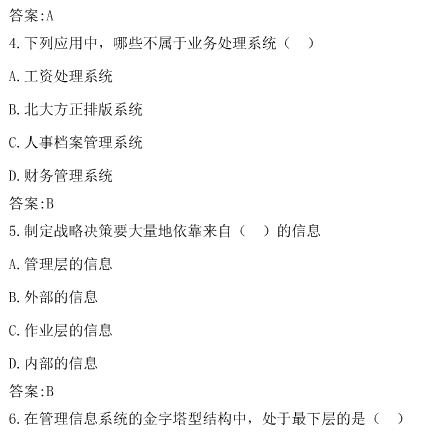 答案:A
4.下列应用中，哪些不属于业务处理系统（ ）
A.工资处理系统
B.北大方正排版系统
C.人事档案管理系统
D.财务管理系统
答案:B
5.制定战略决策要大量地依靠来自（ ）的信息
A.管理层的信息
B.外部的信息
C.作业层的信息
D.内部的信息
答案:B
6.在管理信息系统的金字塔型结构中，处于最下层的是（ ）